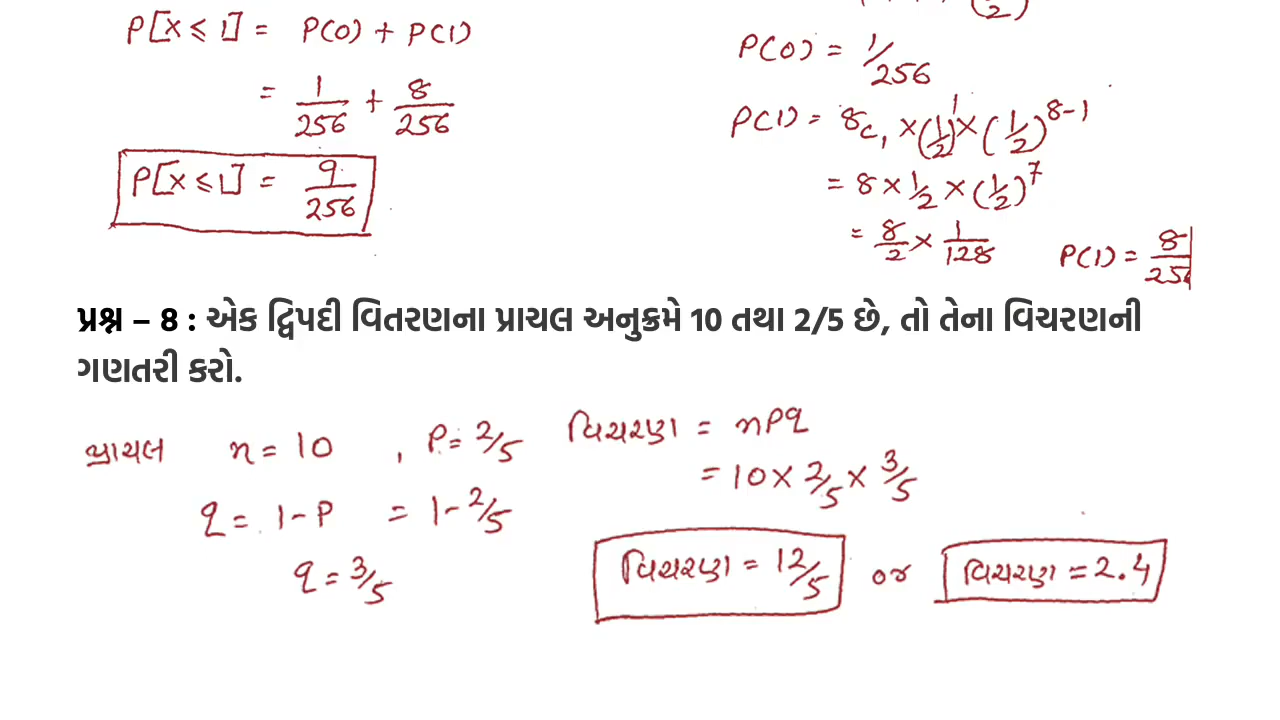 P[X ≤ 1] = P(0) + P(1)
= 1/256 + 8/256
P[X ≤ 1] = 9/256
P(0) = 1/256
P(1) = 8c₁ × (1/2)¹ × (1/2)⁸⁻¹
= 8 × 1/2 × (1/2)⁷
= 8/2 × 1/128 P(1) = 8/256
પ્રશ્ન – 8 : એક દ્વિપદી વિતરણના પ્રાચલ અનુક્રમે 10 તથા 2/5 છે, તો તેના વિચરણની
ગણતરી કરો.
પ્રાચલ n = 10 , P = 2/5
q = 1 - P = 1 - 2/5
q = 3/5
વિચરણ = npq
= 10 × 2/5 × 3/5
વિચરણ = 12/5 or વિચરણ = 2.4